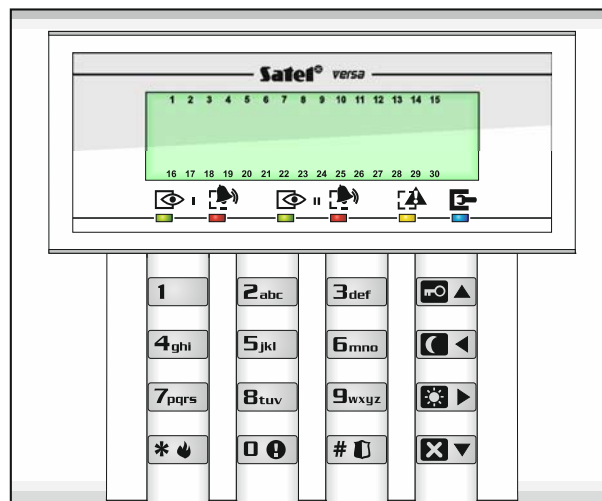 Satel® versa
1 2 3 4 5 6 7 8 9 10 11 12 13 14 15
16 17 18 19 20 21 22 23 24 25 26 27 28 29 30
I II
1 2abc 3def
4ghi 5jkl 6mno
7pqrs 8tuv 9wxyz
* 0 #